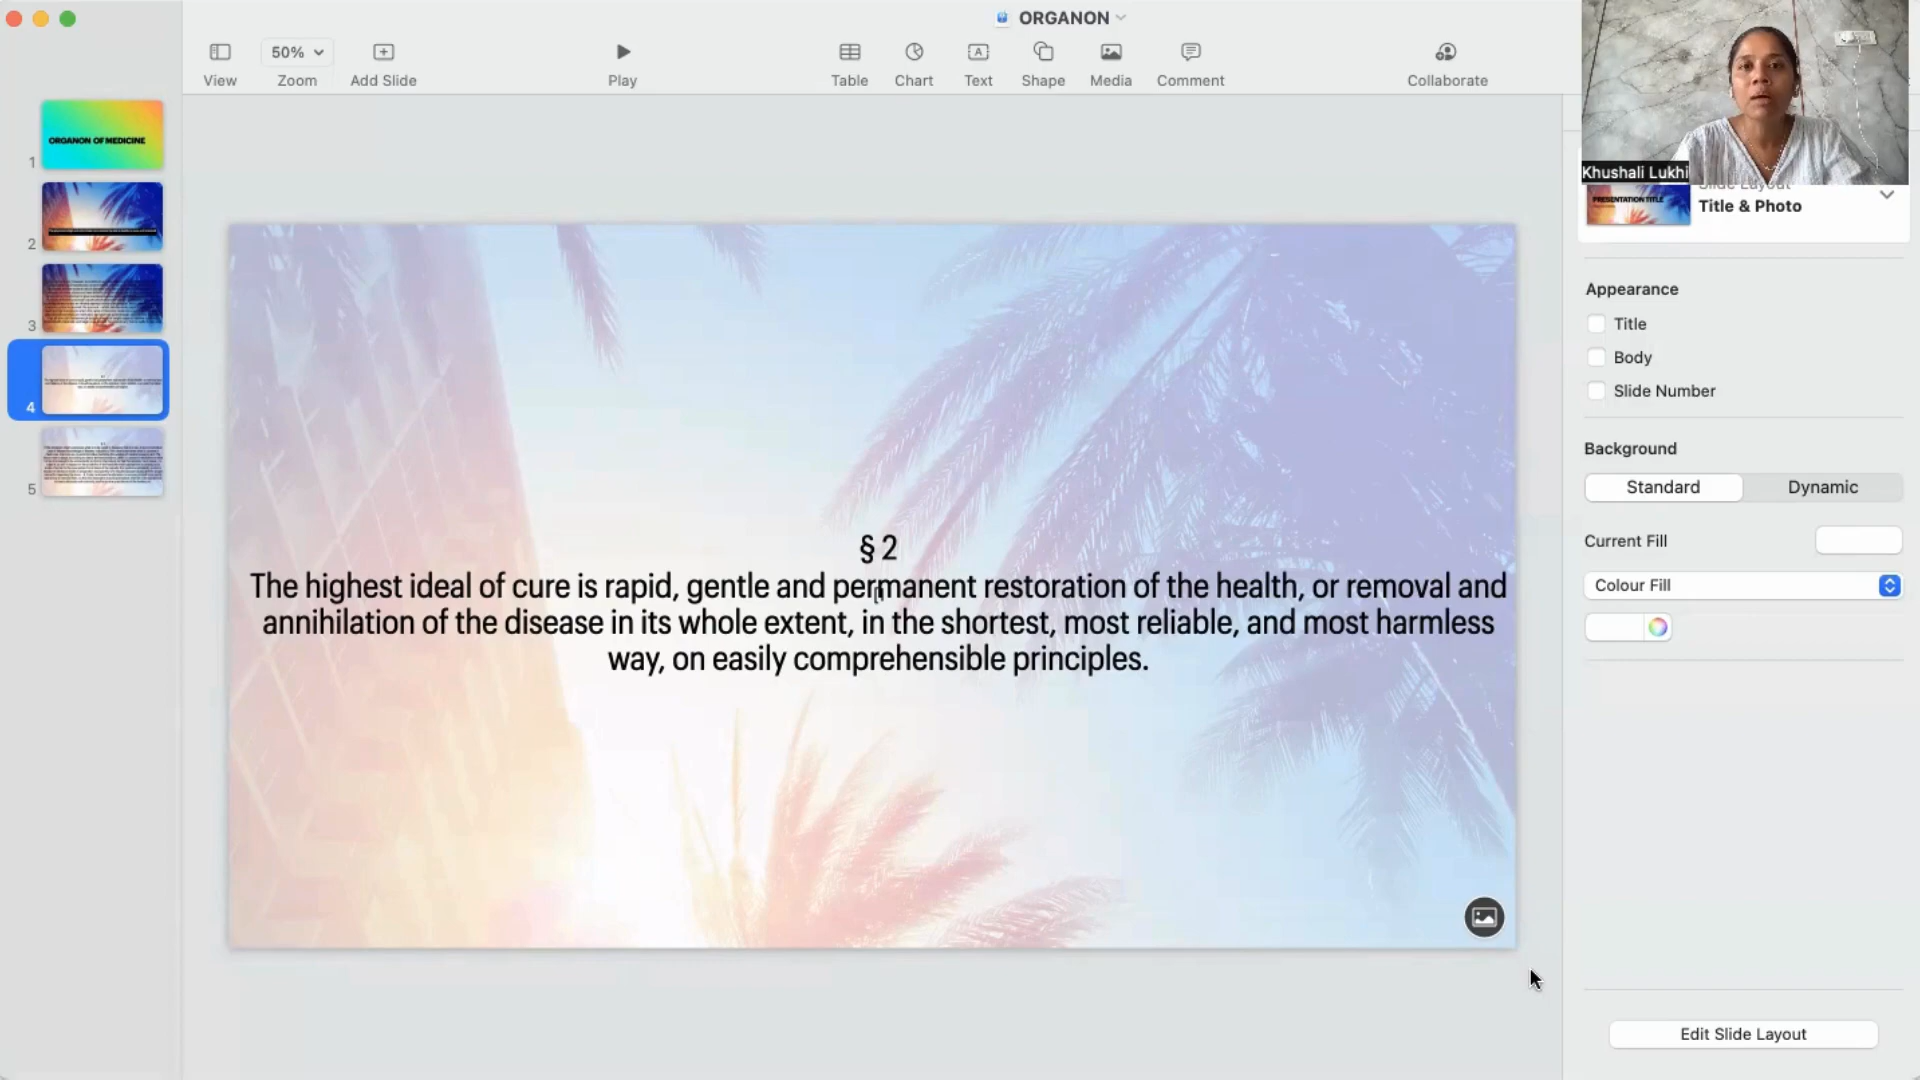 ORGANON
50%
View
Zoom
Add Slide
Play
Table
Chart
Text
Shape
Media
Comment
Collaborate
Khushali Lukhi
1
ORGANON OF MEDICINE
2
3
4
5
§ 2
The highest ideal of cure is rapid, gentle and permanent restoration of the health, or removal and
annihilation of the disease in its whole extent, in the shortest, most reliable, and most harmless
way, on easily comprehensible principles.
Slide Layout
PRESENTATION TITLE
Title & Photo
Appearance
Title
Body
Slide Number
Background
Standard
Dynamic
Current Fill
Colour Fill
Edit Slide Layout